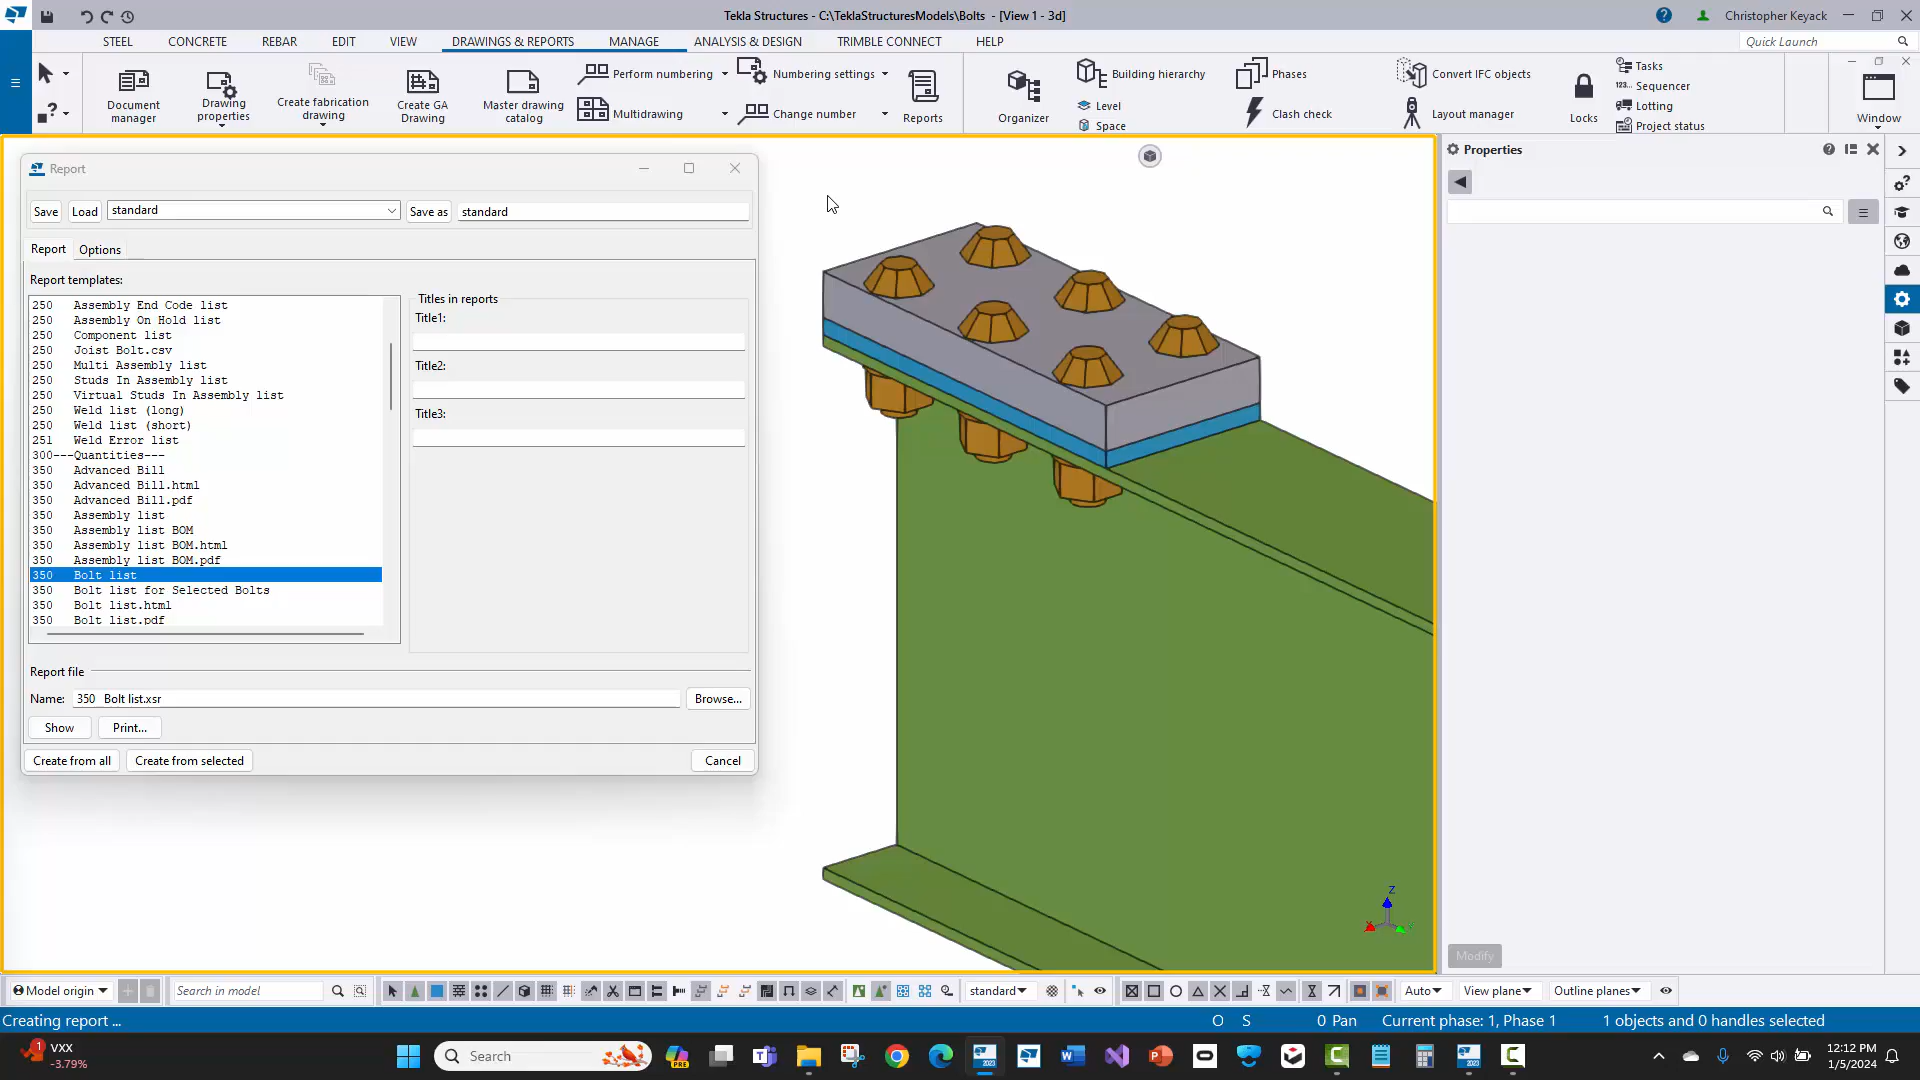 Tekla Structures - C:\TeklaStructuresModels\Bolts - [View 1 - 3d]
Christopher Keyack
STEEL CONCRETE REBAR EDIT VIEW DRAWINGS & REPORTS MANAGE ANALYSIS & DESIGN TRIMBLE CONNECT HELP
Quick Launch
Document manager
Drawing properties
Create fabrication drawing
Create GA Drawing
Master drawing catalog
Perform numbering
Multidrawing
Numbering settings
Change number
Reports
Organizer
Building hierarchy
Level
Space
Phases
Clash check
Convert IFC objects
Layout manager
Locks
Tasks
Sequencer
Lotting
Project status
Window
Report
Save Load standard Save as standard
Report Options
Report templates:
250 Assembly End Code list
250 Assembly On Hold list
250 Component list
250 Joist Bolt.csv
250 Multi Assembly list
250 Studs In Assembly list
250 Virtual Studs In Assembly list
250 Weld list (long)
250 Weld list (short)
251 Weld Error list
300---Quantities---
350 Advanced Bill
350 Advanced Bill.html
350 Advanced Bill.pdf
350 Assembly list
350 Assembly list BOM
350 Assembly list BOM.html
350 Assembly list BOM.pdf
350 Bolt list
350 Bolt list for Selected Bolts
350 Bolt list.html
350 Bolt list.pdf
Titles in reports
Title1:
Title2:
Title3:
Report file
Name: 350 Bolt list.xsr Browse...
Show Print...
Create from all Create from selected Cancel
Z
Properties
Modify
Model origin Search in model standard Auto View plane Outline planes
Creating report ... O S 0 Pan Current phase: 1, Phase 1 1 objects and 0 handles selected
1
VXX
-3.79%
Search
PRE
2023
2023
12:12 PM
1/5/2024